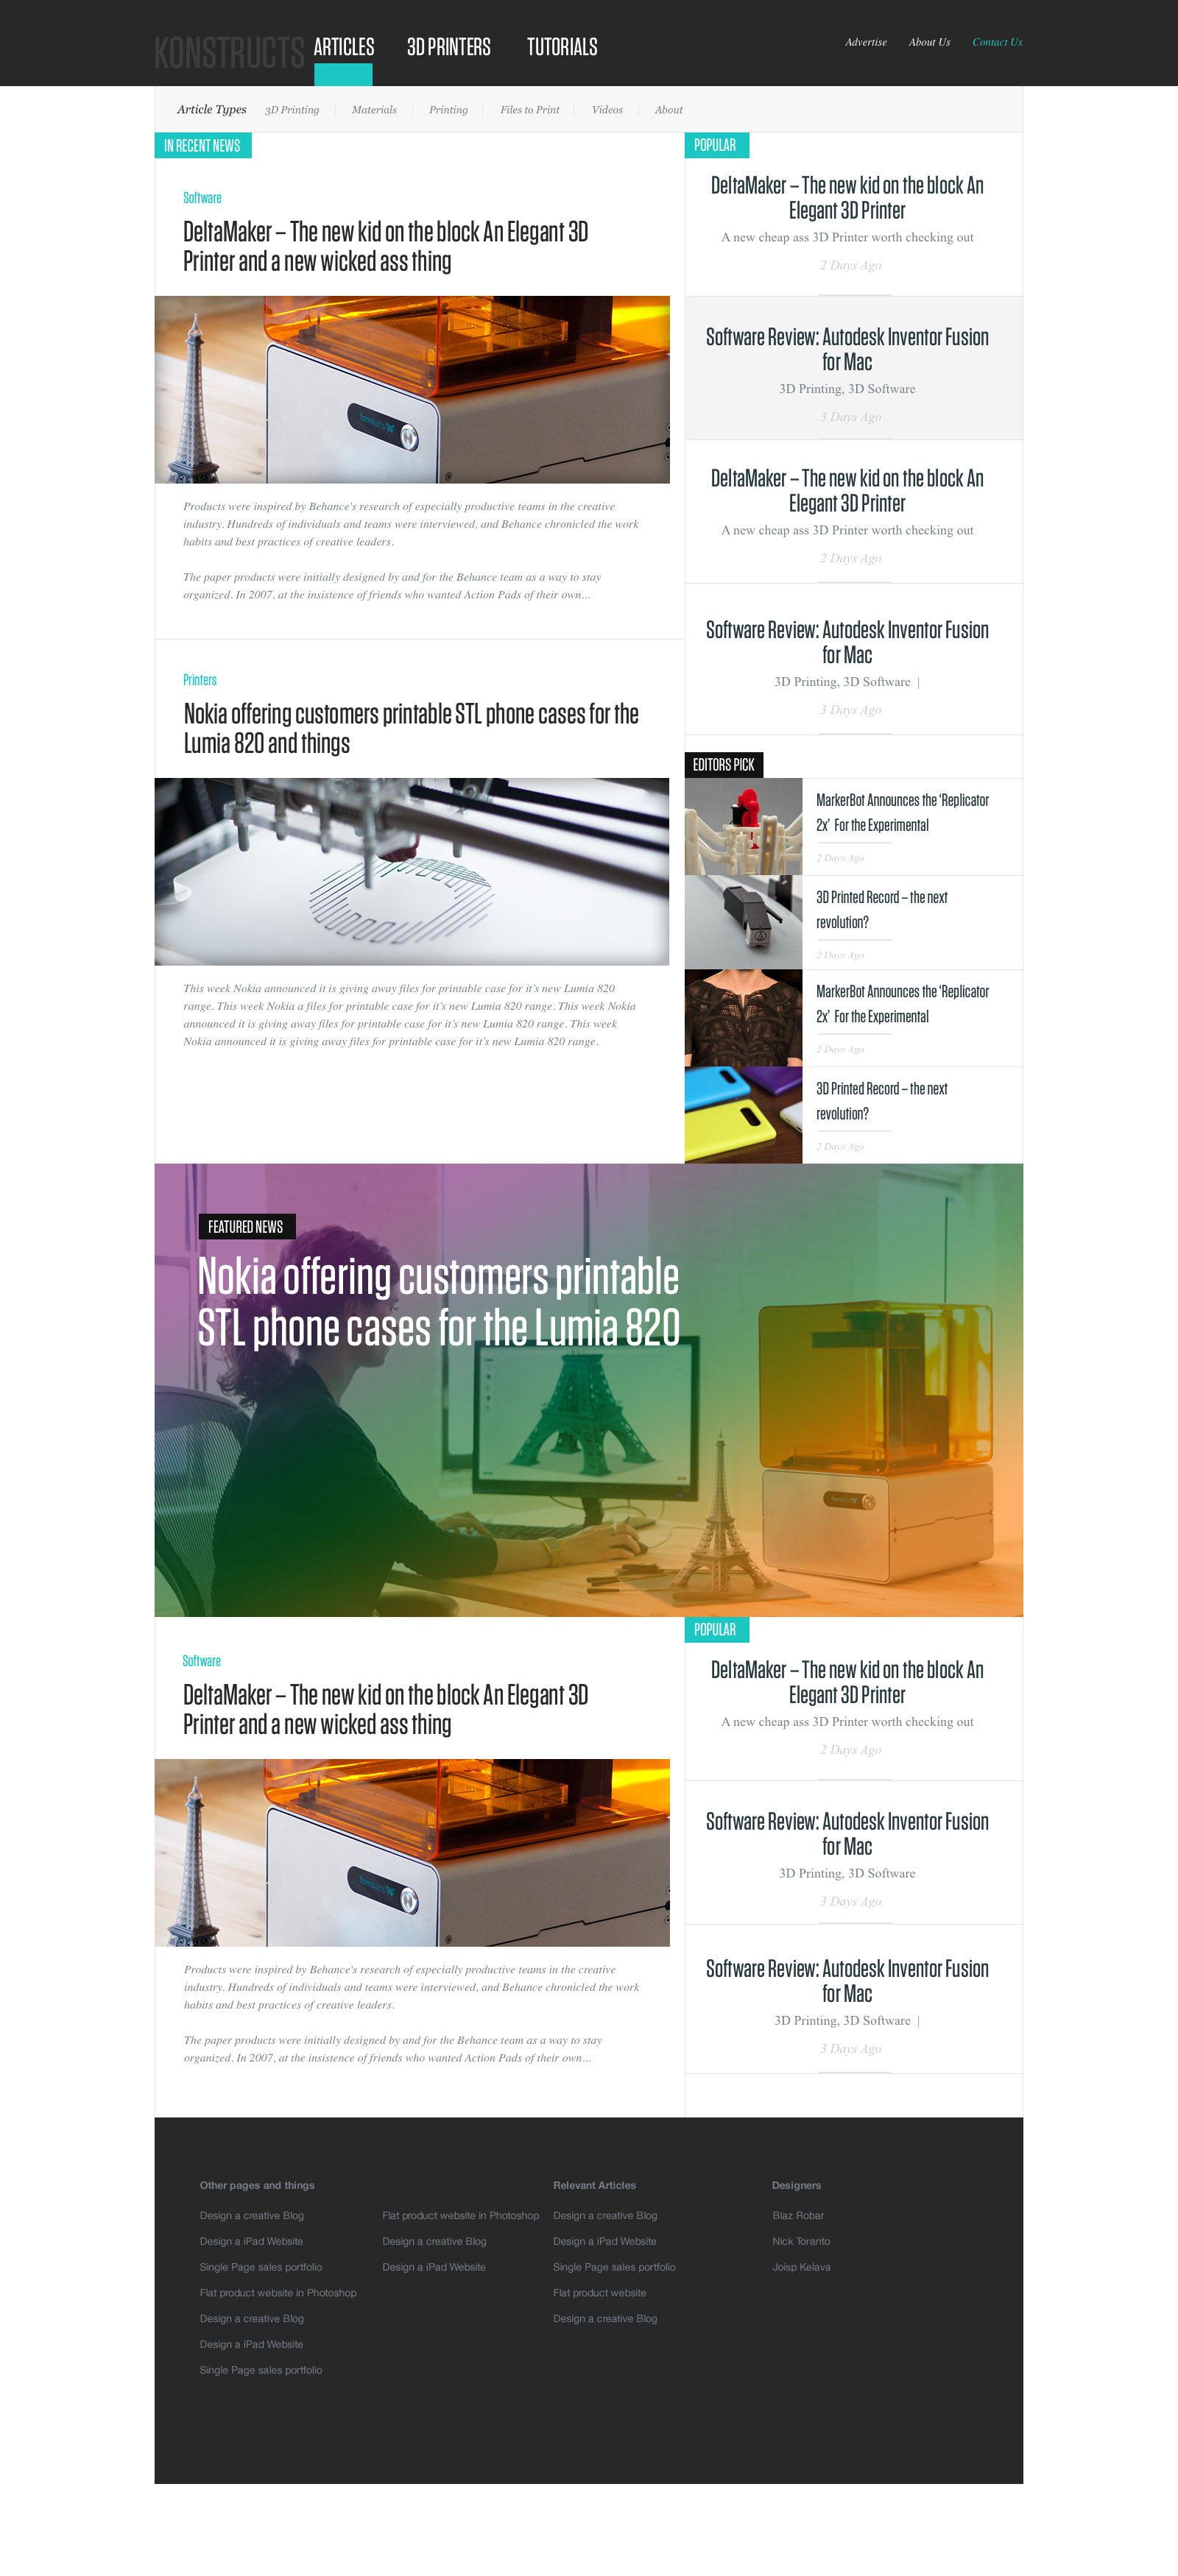 KONSTRUCTS
ARTICLES
3D PRINTERS
TUTORIALS
Advertise
About Us
Contact Us
Article Types
3D Printing
Materials
Printing
Files to Print
Videos
About
IN RECENT NEWS
Software
DeltaMaker – The new kid on the block An Elegant 3D
Printer and a new wicked ass thing
formlabs
Products were inspired by Behance's research of especially productive teams in the creative
industry. Hundreds of individuals and teams were interviewed, and Behance chronicled the work
habits and best practices of creative leaders.
The paper products were initially designed by and for the Behance team as a way to stay
organized. In 2007, at the insistence of friends who wanted Action Pads of their own...
Printers
Nokia offering customers printable STL phone cases for the
Lumia 820 and things
This week Nokia announced it is giving away files for printable case for it's new Lumia 820
range. This week Nokia a files for printable case for it's new Lumia 820 range. This week Nokia
announced it is giving away files for printable case for it's new Lumia 820 range. This week
Nokia announced it is giving away files for printable case for it's new Lumia 820 range.
POPULAR
DeltaMaker – The new kid on the block An
Elegant 3D Printer
A new cheap ass 3D Printer worth checking out
2 Days Ago
Software Review: Autodesk Inventor Fusion
for Mac
3D Printing, 3D Software
3 Days Ago
DeltaMaker – The new kid on the block An
Elegant 3D Printer
A new cheap ass 3D Printer worth checking out
2 Days Ago
Software Review: Autodesk Inventor Fusion
for Mac
3D Printing, 3D Software |
3 Days Ago
EDITORS PICK
MarkerBot Announces the ‘Replicator
2x’ For the Experimental
2 Days Ago
3D Printed Record – the next
revolution?
2 Days Ago
MarkerBot Announces the ‘Replicator
2x’ For the Experimental
2 Days Ago
3D Printed Record – the next
revolution?
2 Days Ago
FEATURED NEWS
Nokia offering customers printable
STL phone cases for the Lumia 820
Software
DeltaMaker – The new kid on the block An Elegant 3D
Printer and a new wicked ass thing
formlabs
Products were inspired by Behance's research of especially productive teams in the creative
industry. Hundreds of individuals and teams were interviewed, and Behance chronicled the work
habits and best practices of creative leaders.
The paper products were initially designed by and for the Behance team as a way to stay
organized. In 2007, at the insistence of friends who wanted Action Pads of their own...
POPULAR
DeltaMaker – The new kid on the block An
Elegant 3D Printer
A new cheap ass 3D Printer worth checking out
2 Days Ago
Software Review: Autodesk Inventor Fusion
for Mac
3D Printing, 3D Software
3 Days Ago
Software Review: Autodesk Inventor Fusion
for Mac
3D Printing, 3D Software |
3 Days Ago
Other pages and things
Design a creative Blog
Design a iPad Website
Single Page sales portfolio
Flat product website in Photoshop
Design a creative Blog
Design a iPad Website
Single Page sales portfolio
Flat product website in Photoshop
Design a creative Blog
Design a iPad Website
Relevant Articles
Design a creative Blog
Design a iPad Website
Single Page sales portfolio
Flat product website
Design a creative Blog
Designers
Blaz Robar
Nick Toranto
Joisp Kelava